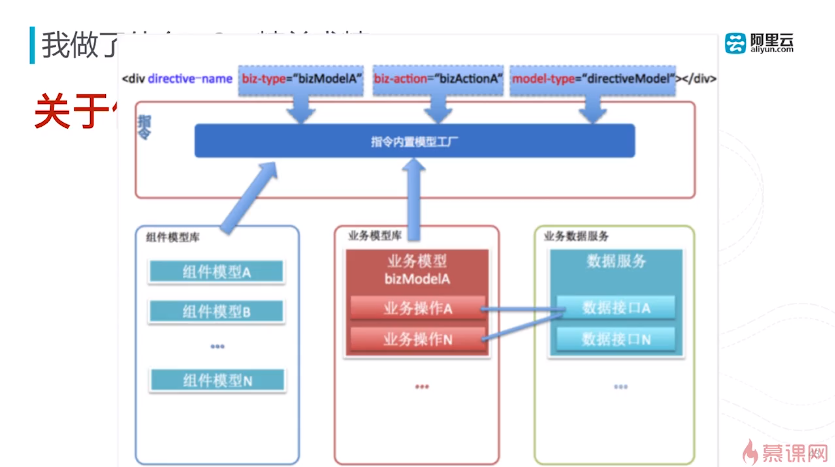 我做了
阿里云
aliyun.com
关于
<div directive-name biz-type="bizModelA" biz-action="bizActionA" model-type="directiveModel"></div>
指令
指令内置模型工厂
组件模型库
组件模型A
组件模型B
...
组件模型N
业务模型库
业务模型
bizModelA
业务操作A
业务操作N
...
业务数据服务
数据服务
数据接口A
数据接口N
...
慕课网